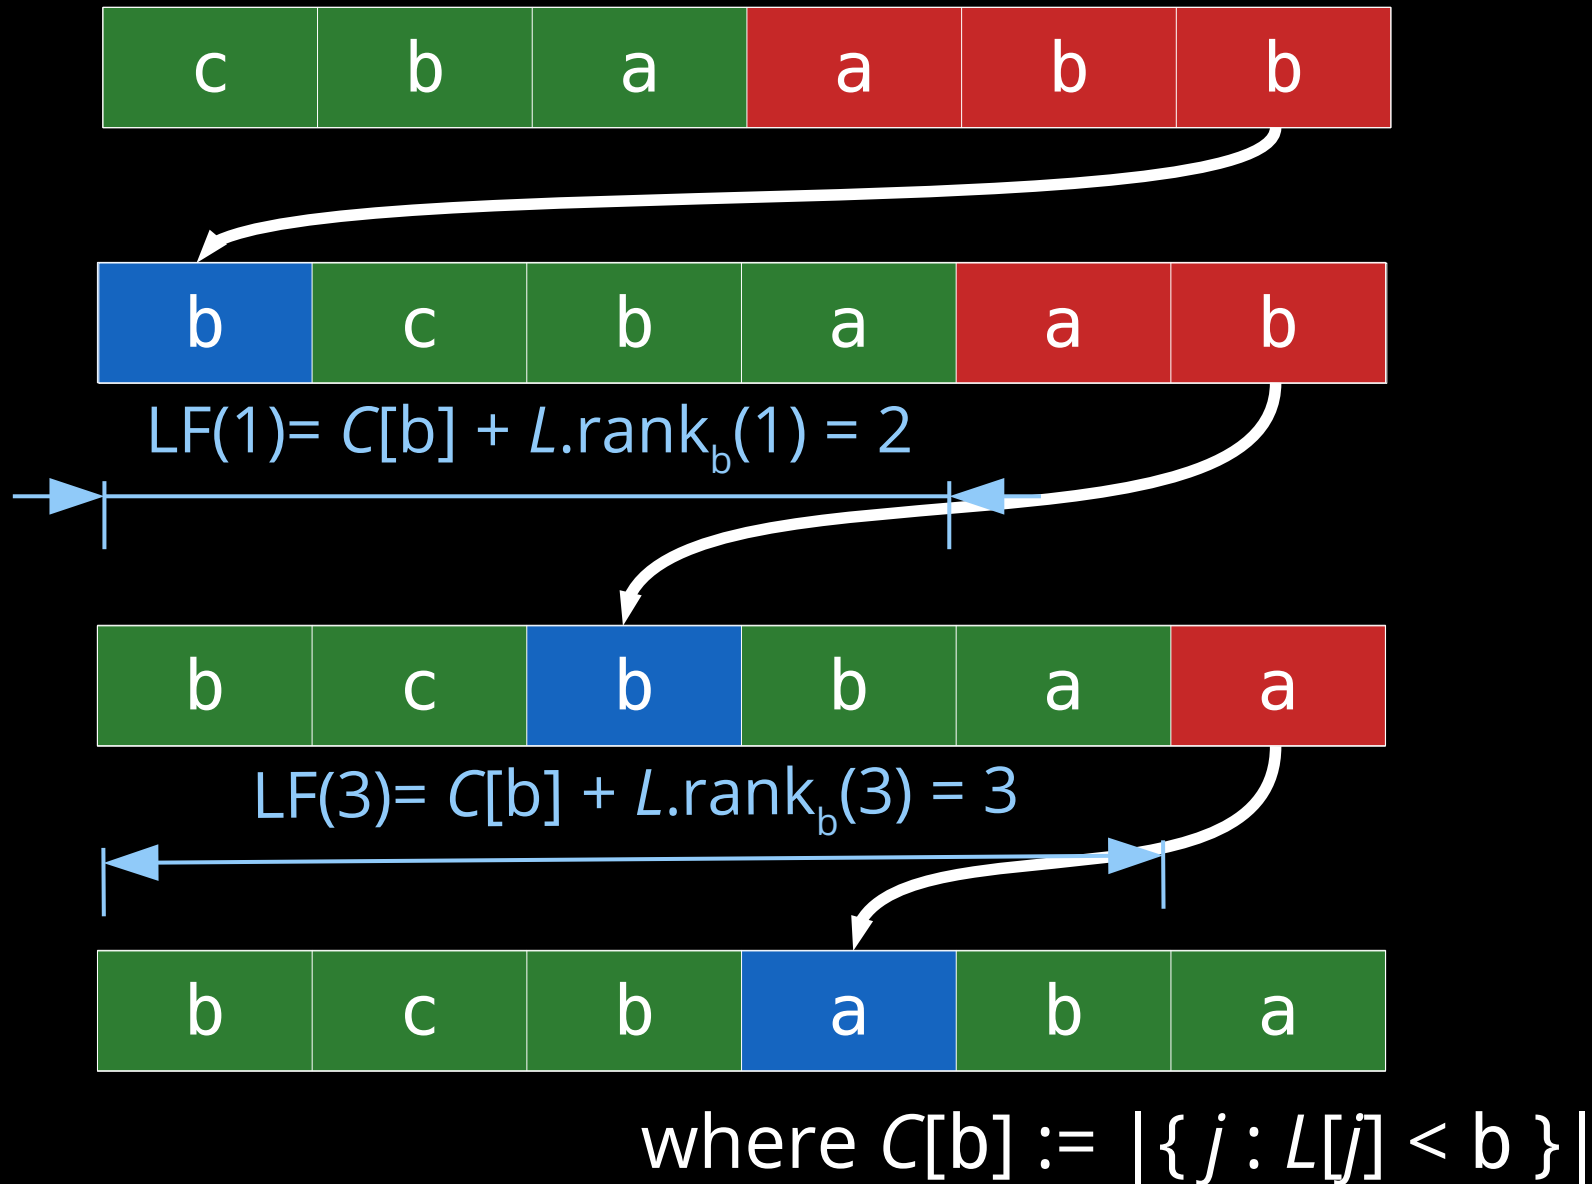 c b a a b b
b c b a a b
LF(1)= C[b] + L.rank_b(1) = 2
b c b b a a
LF(3)= C[b] + L.rank_b(3) = 3
b c b a b a
where C[b] := |{ j : L[j] < b }|